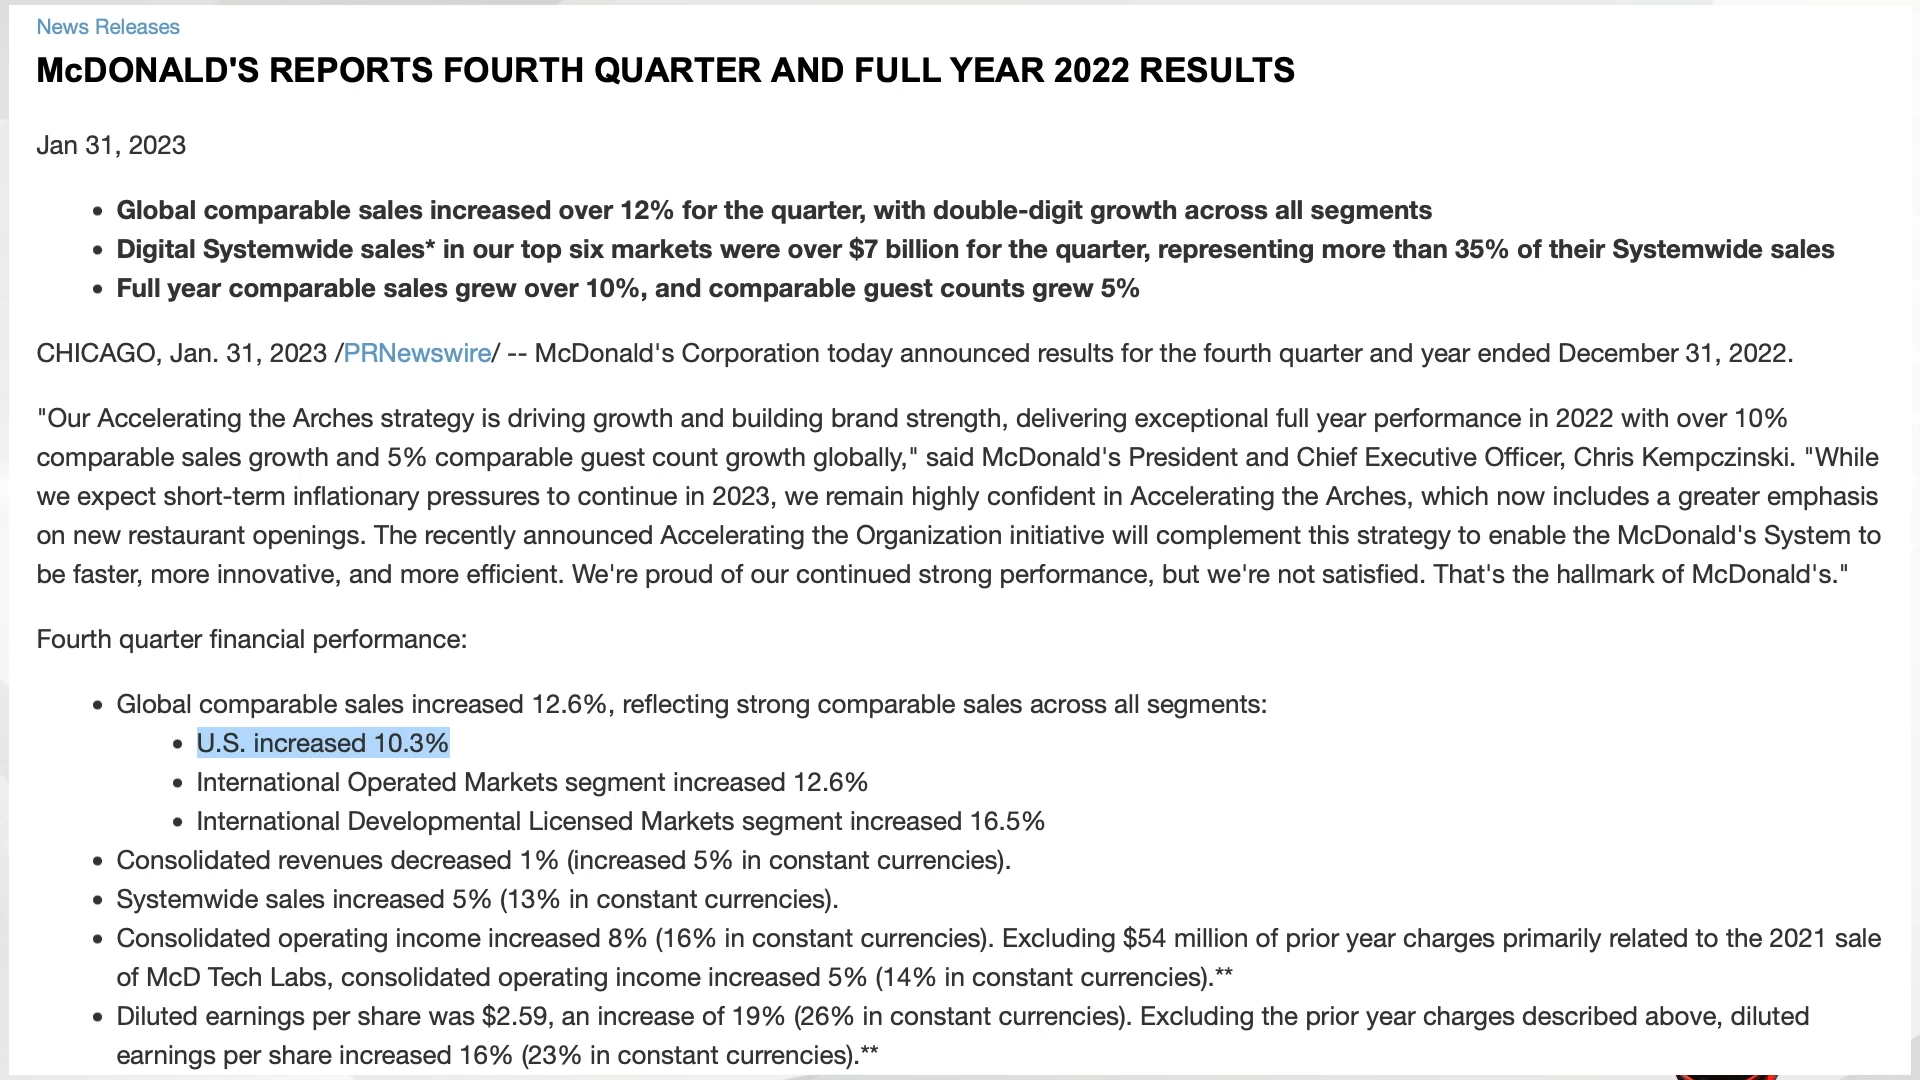 News Releases
McDONALD'S REPORTS FOURTH QUARTER AND FULL YEAR 2022 RESULTS
Jan 31, 2023
• Global comparable sales increased over 12% for the quarter, with double-digit growth across all segments
• Digital Systemwide sales* in our top six markets were over $7 billion for the quarter, representing more than 35% of their Systemwide sales
• Full year comparable sales grew over 10%, and comparable guest counts grew 5%
CHICAGO, Jan. 31, 2023 /PRNewswire/ -- McDonald's Corporation today announced results for the fourth quarter and year ended December 31, 2022.
"Our Accelerating the Arches strategy is driving growth and building brand strength, delivering exceptional full year performance in 2022 with over 10%
comparable sales growth and 5% comparable guest count growth globally," said McDonald's President and Chief Executive Officer, Chris Kempczinski. "While
we expect short-term inflationary pressures to continue in 2023, we remain highly confident in Accelerating the Arches, which now includes a greater emphasis
on new restaurant openings. The recently announced Accelerating the Organization initiative will complement this strategy to enable the McDonald's System to
be faster, more innovative, and more efficient. We're proud of our continued strong performance, but we're not satisfied. That's the hallmark of McDonald's."
Fourth quarter financial performance:
• Global comparable sales increased 12.6%, reflecting strong comparable sales across all segments:
• U.S. increased 10.3%
• International Operated Markets segment increased 12.6%
• International Developmental Licensed Markets segment increased 16.5%
• Consolidated revenues decreased 1% (increased 5% in constant currencies).
• Systemwide sales increased 5% (13% in constant currencies).
• Consolidated operating income increased 8% (16% in constant currencies). Excluding $54 million of prior year charges primarily related to the 2021 sale
of McD Tech Labs, consolidated operating income increased 5% (14% in constant currencies).**
• Diluted earnings per share was $2.59, an increase of 19% (26% in constant currencies). Excluding the prior year charges described above, diluted
earnings per share increased 16% (23% in constant currencies).**